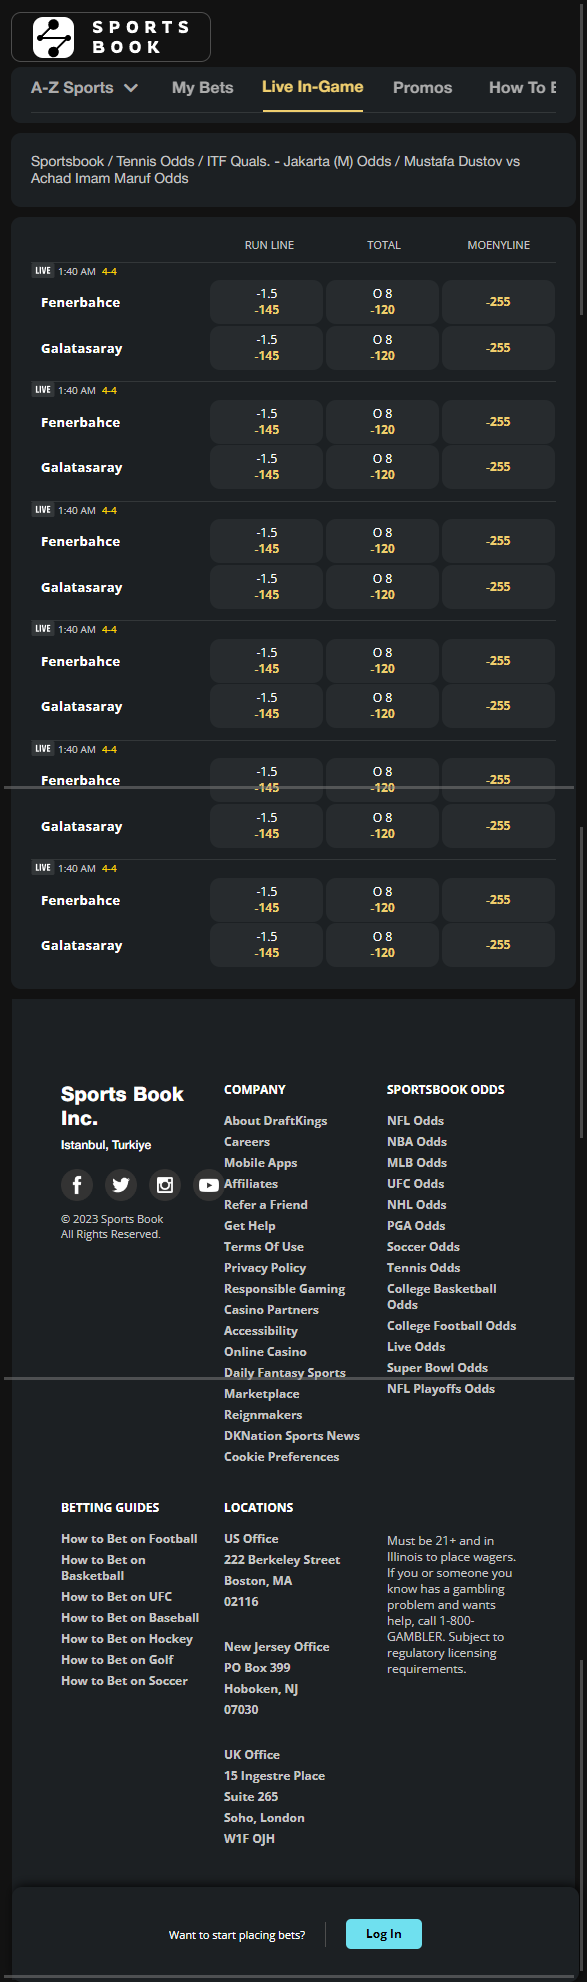 SPORTS
BOOK
A-Z Sports My Bets Live In-Game Promos How To
Sportsbook / Tennis Odds / ITF Quals. - Jakarta (M) Odds / Mustafa Dustov vs
Achad Imam Maruf Odds
RUN LINE TOTAL MOENYLINE
LIVE 1:40 AM 4-4
-1.5 O 8
Fenerbahce -145 -120 -255
-1.5 O 8
Galatasaray -145 -120 -255
LIVE 1:40 AM 4-4
-1.5 O 8
Fenerbahce -145 -120 -255
-1.5 O 8
Galatasaray -145 -120 -255
LIVE 1:40 AM 4-4
-1.5 O 8
Fenerbahce -145 -120 -255
-1.5 O 8
Galatasaray -145 -120 -255
LIVE 1:40 AM 4-4
-1.5 O 8
Fenerbahce -145 -120 -255
-1.5 O 8
Galatasaray -145 -120 -255
LIVE 1:40 AM 4-4
-1.5 O 8
Fenerbahce -145 -120 -255
-1.5 O 8
Galatasaray -145 -120 -255
LIVE 1:40 AM 4-4
-1.5 O 8
Fenerbahce -145 -120 -255
-1.5 O 8
Galatasaray -145 -120 -255
Sports Book
Inc.
Istanbul, Turkiye
© 2023 Sports Book
All Rights Reserved.
COMPANY
About DraftKings
Careers
Mobile Apps
Affiliates
Refer a Friend
Get Help
Terms Of Use
Privacy Policy
Responsible Gaming
Casino Partners
Accessibility
Online Casino
Daily Fantasy Sports
Marketplace
Reignmakers
DKNation Sports News
Cookie Preferences
SPORTSBOOK ODDS
NFL Odds
NBA Odds
MLB Odds
UFC Odds
NHL Odds
PGA Odds
Soccer Odds
Tennis Odds
College Basketball
Odds
College Football Odds
Live Odds
Super Bowl Odds
NFL Playoffs Odds
BETTING GUIDES
How to Bet on Football
How to Bet on
Basketball
How to Bet on UFC
How to Bet on Baseball
How to Bet on Hockey
How to Bet on Golf
How to Bet on Soccer
LOCATIONS
US Office
222 Berkeley Street
Boston, MA
02116
New Jersey Office
PO Box 399
Hoboken, NJ
07030
UK Office
15 Ingestre Place
Suite 265
Soho, London
W1F OJH
Must be 21+ and in
Illinois to place wagers.
If you or someone you
know has a gambling
problem and wants
help, call 1-800-
GAMBLER. Subject to
regulatory licensing
requirements.
Want to start placing bets? Log In